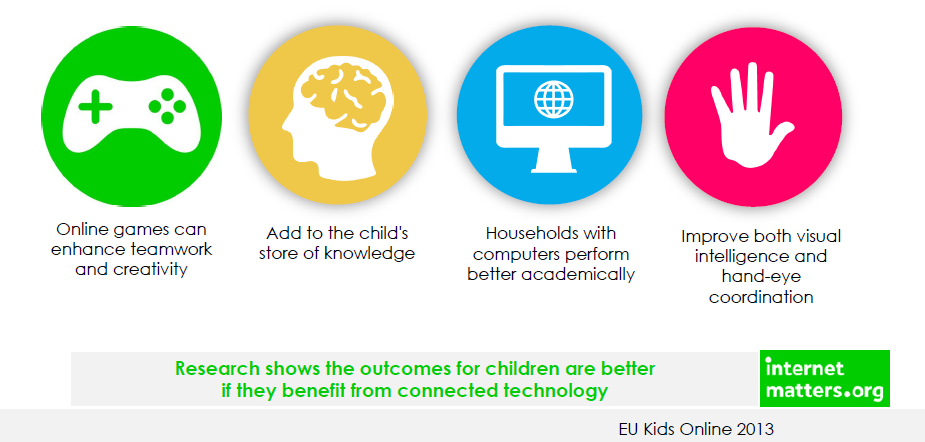 Online games can
enhance teamwork
and creativity
Add to the child's
store of knowledge
Households with
computers perform
better academically
Improve both visual
intelligence and
hand-eye
coordination
Research shows the outcomes for children are better
if they benefit from connected technology
internet
matters.org
EU Kids Online 2013